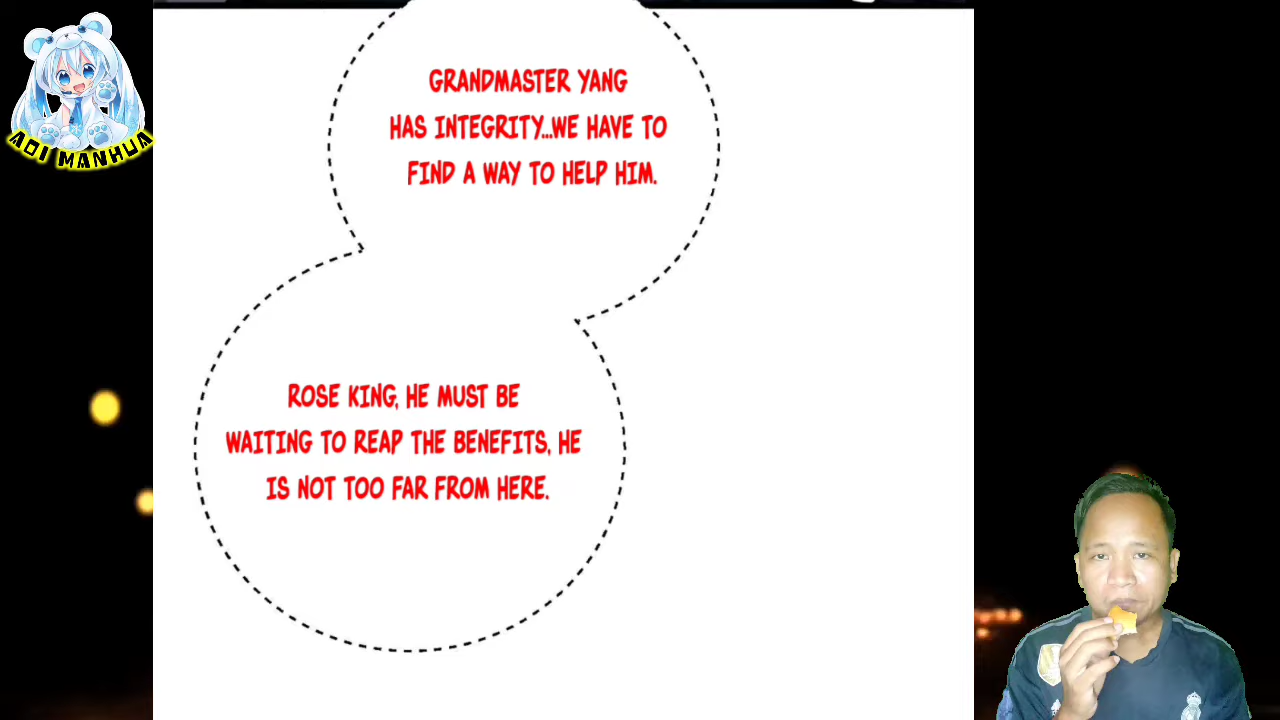 AOI MANHUA
GRANDMASTER YANG
HAS INTEGRITY...WE HAVE TO
FIND A WAY TO HELP HIM.
ROSE KING, HE MUST BE
WAITING TO REAP THE BENEFITS, HE
IS NOT TOO FAR FROM HERE.